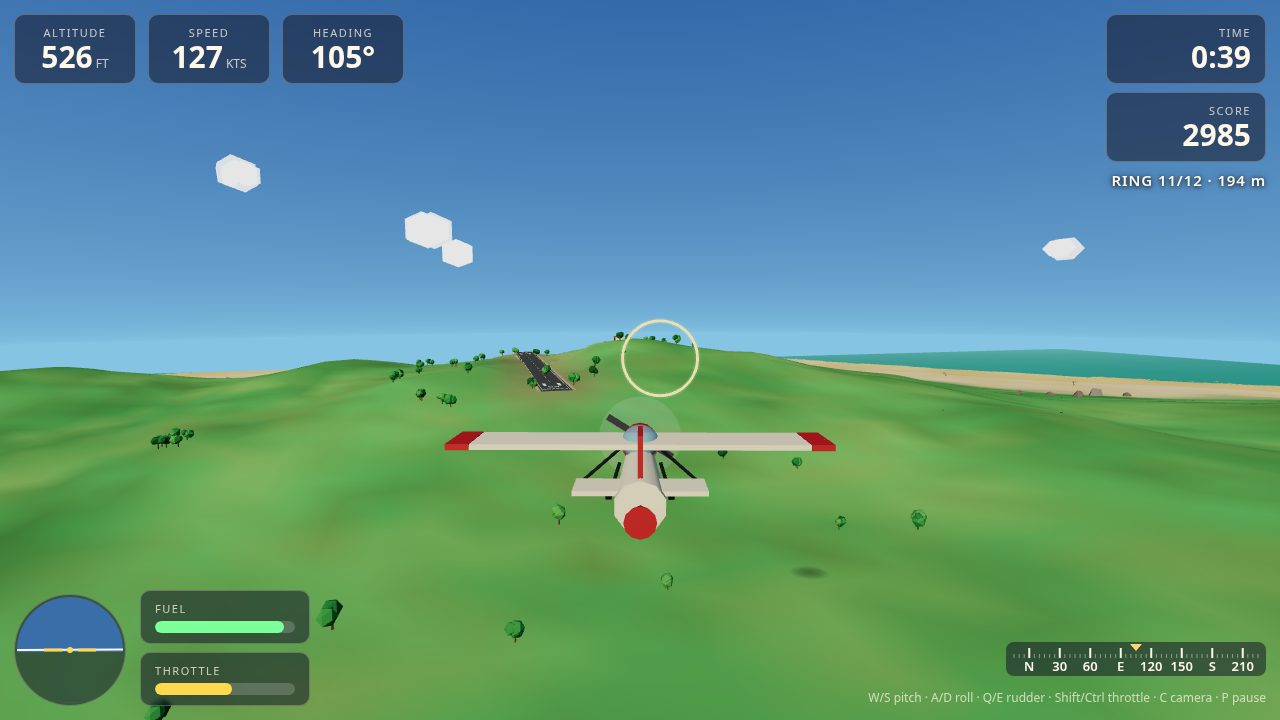 ALTITUDE
526 FT
SPEED
127 KTS
HEADING
105°
TIME
0:39
SCORE
2985
RING 11/12 · 194 m
FUEL
THROTTLE
N 30 60 E 120 150 S 210
W/S pitch · A/D roll · Q/E rudder · Shift/Ctrl throttle · C camera · P pause